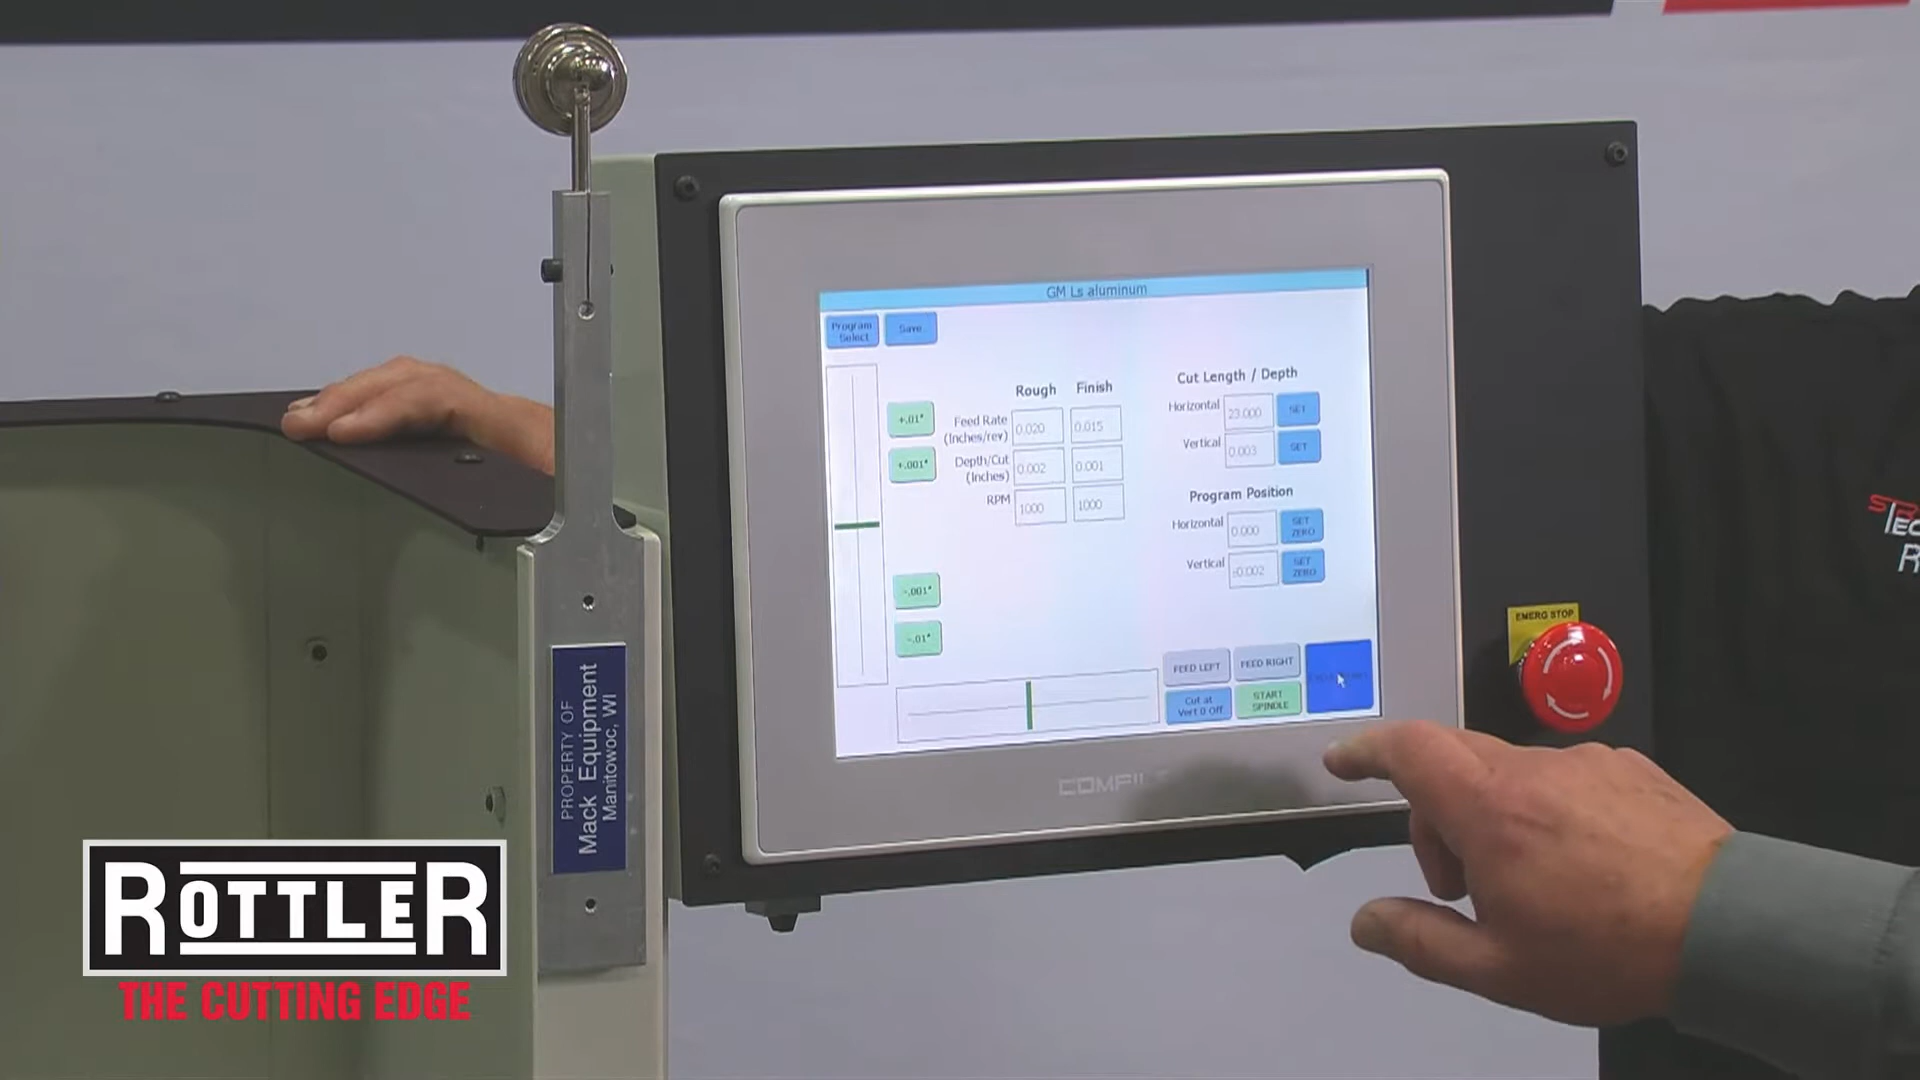 GM Ls aluminum
Program
Select
Save
Rough
Finish
Feed Rate
(Inches/rev)
0.020
0.015
Depth/Cut
(Inches)
0.002
0.001
RPM
1000
1000
+.01"
+.001"
-.001"
-.01"
Cut Length / Depth
Horizontal
23.000
SET
Vertical
0.003
SET
Program Position
Horizontal
0.000
SET
ZERO
Vertical
-0.002
SET
ZERO
FEED LEFT
FEED RIGHT
Cut at
Vert 0 Off
START
SPINDLE
EMERG STOP
PROPERTY OF
Mack Equipment
Manitowoc, WI
ROTTLER
THE CUTTING EDGE